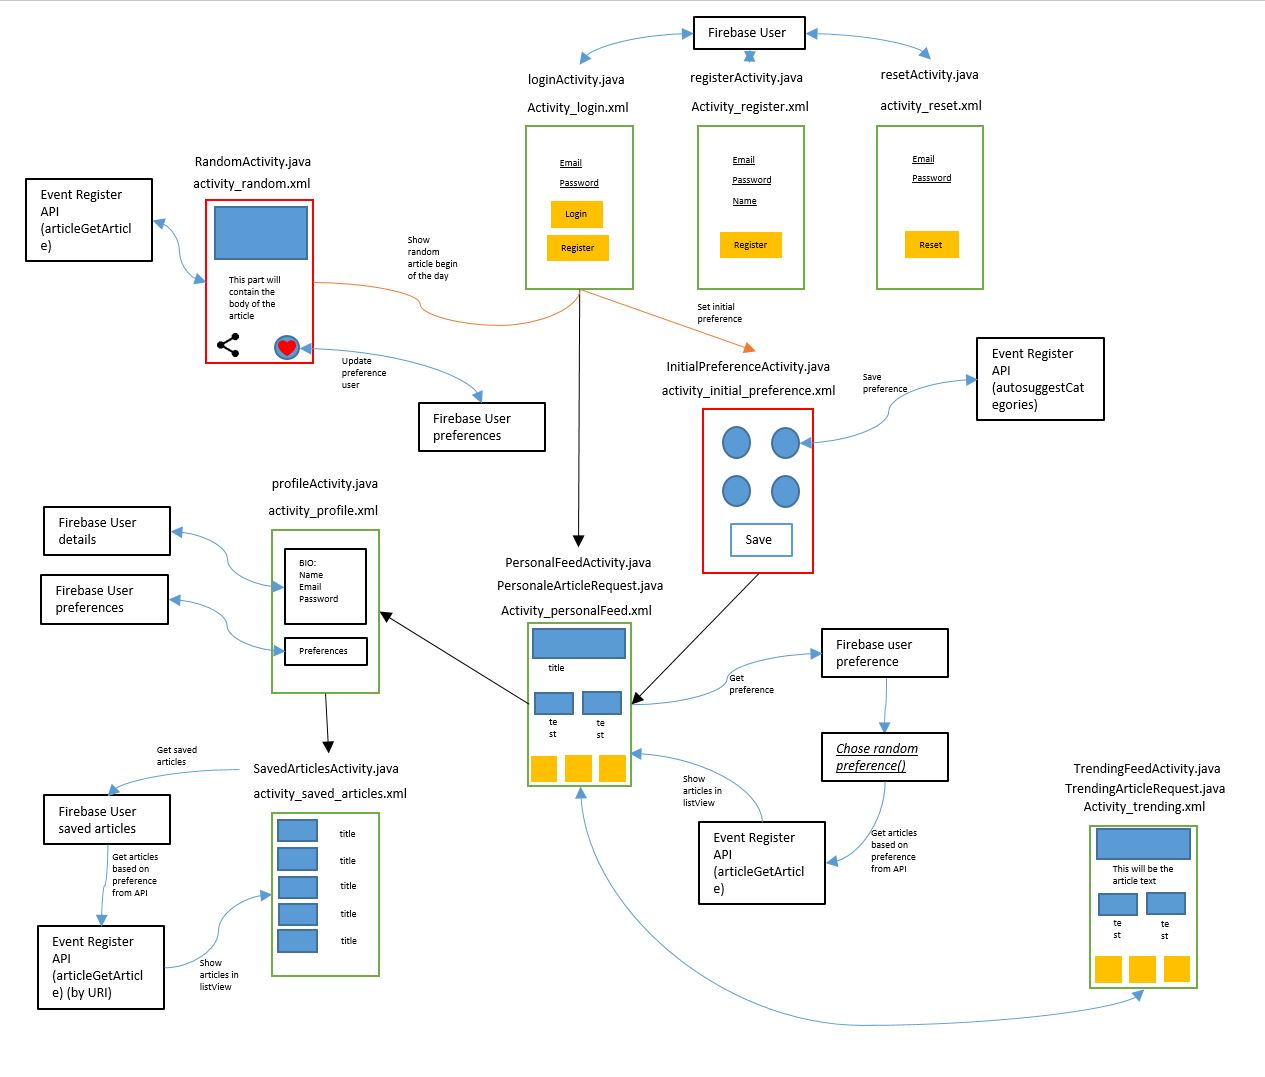 Firebase User
loginActivity.java
Activity_login.xml
Email
Password
Login
Register
registerActivity.java
Activity_register.xml
Email
Password
Name
Register
resetActivity.java
activity_reset.xml
Email
Password
Reset
RandomActivity.java
activity_random.xml
This part will
contain the
body of the
article
Event Register
API
(articleGetArticl
e)
Show
random
article begin
of the day
Update
preference
user
Firebase User
preferences
Set initial
preference
InitialPreferenceActivity.java
activity_initial_preference.xml
Save
Save
preference
Event Register
API
(autosuggestCat
egories)
profileActivity.java
activity_profile.xml
BIO:
Name
Email
Password
Preferences
Firebase User
details
Firebase User
preferences
PersonalFeedActivity.java
PersonaleArticleRequest.java
Activity_personalFeed.xml
title
te
st
te
st
Get
preference
Firebase user
preference
Chose random
preference()
Get articles
based on
preference
from API
Event Register
API
(articleGetArticl
e)
Show
articles in
listView
Get saved
articles
SavedArticlesActivity.java
activity_saved_articles.xml
title
title
title
title
title
Firebase User
saved articles
Get articles
based on
preference
from API
Event Register
API
(articleGetArticl
e) (by URI)
Show
articles in
listView
TrendingFeedActivity.java
TrendingArticleRequest.java
Activity_trending.xml
This will be the
article text
te
st
te
st